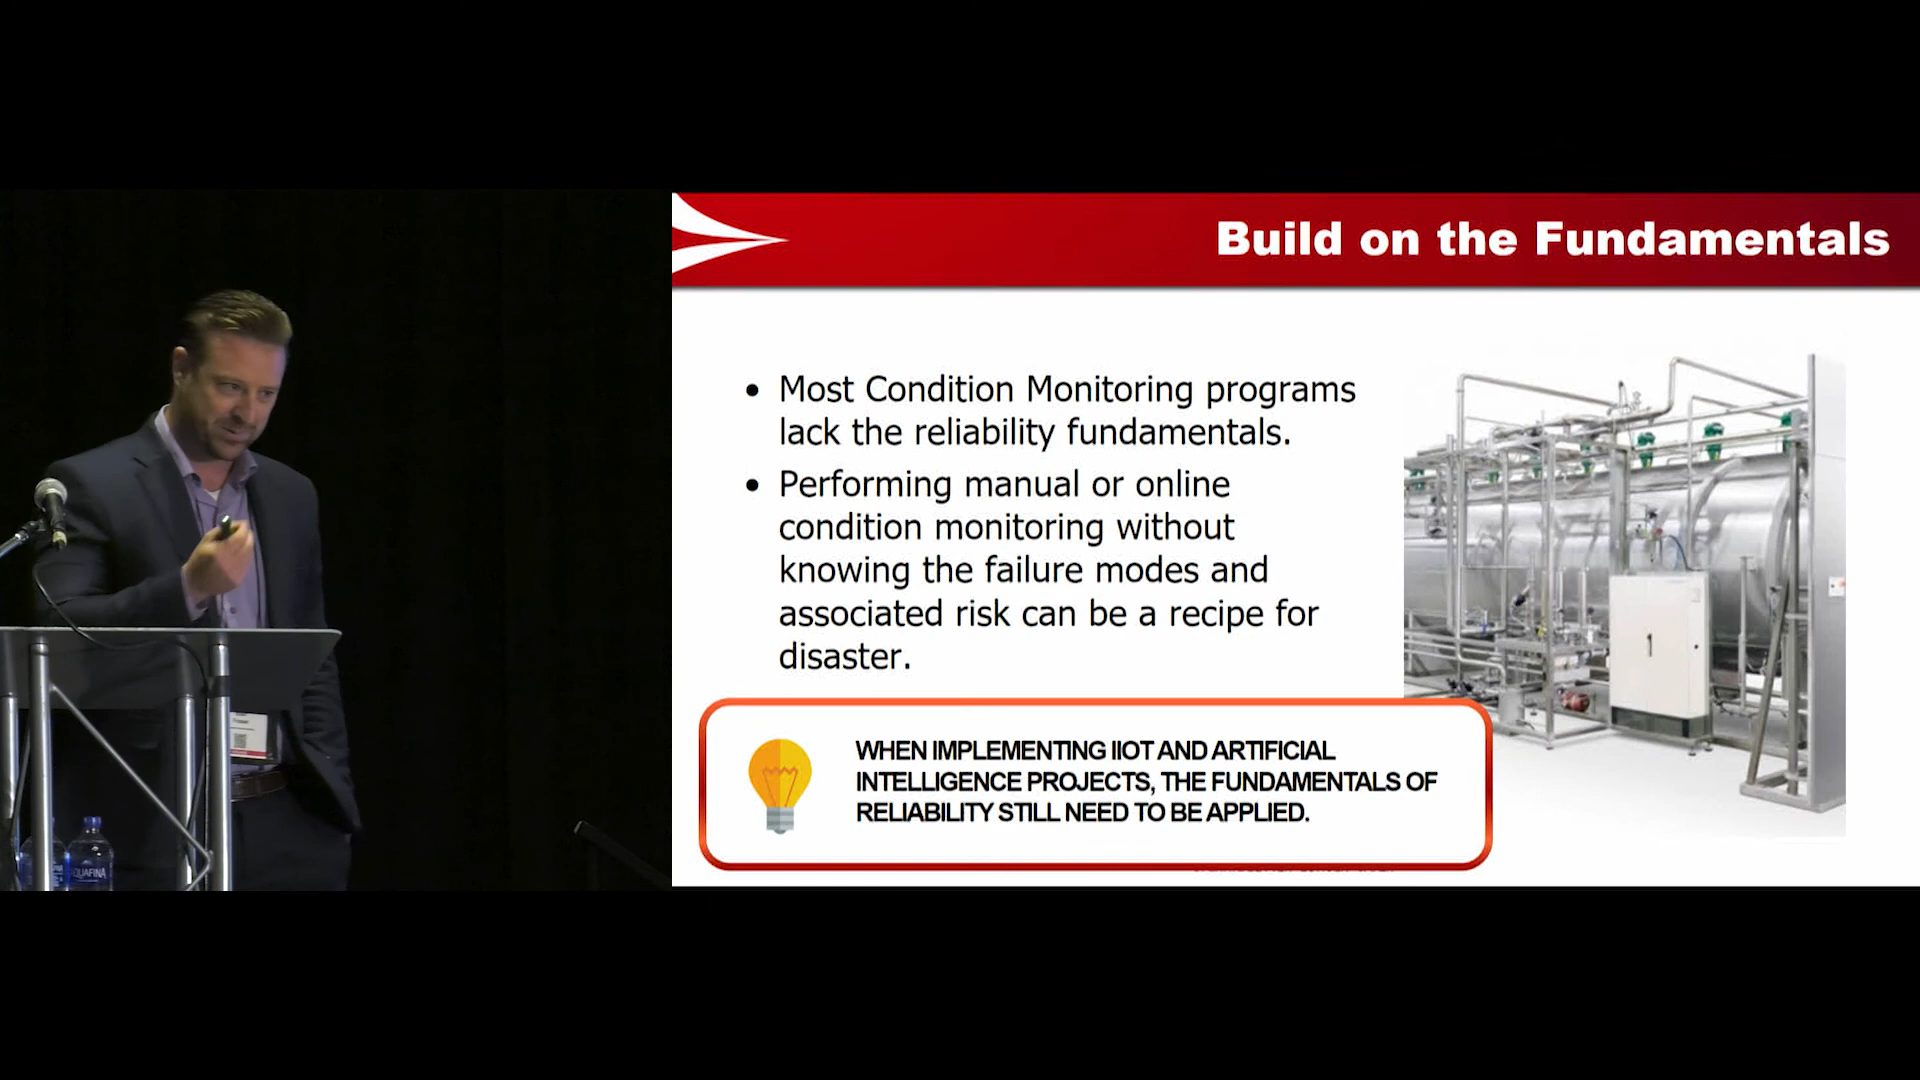 Build on the Fundamentals
• Most Condition Monitoring programs
lack the reliability fundamentals.
• Performing manual or online
condition monitoring without
knowing the failure modes and
associated risk can be a recipe for
disaster.
WHEN IMPLEMENTING IIOT AND ARTIFICIAL
INTELLIGENCE PROJECTS, THE FUNDAMENTALS OF
RELIABILITY STILL NEED TO BE APPLIED.